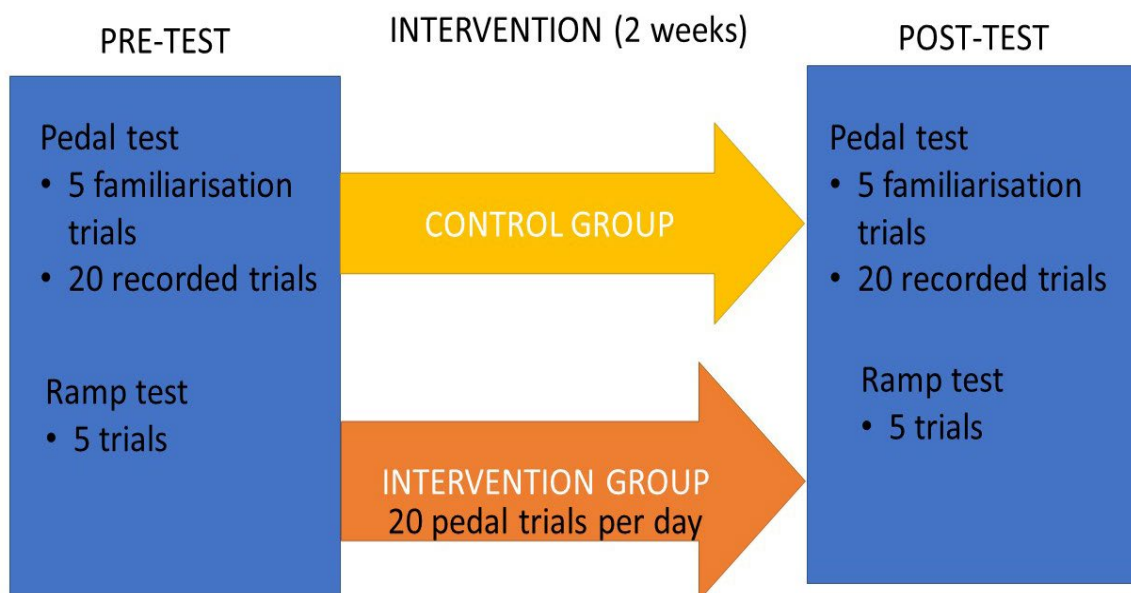 PRE-TEST
INTERVENTION (2 weeks)
POST-TEST
Pedal test
• 5 familiarisation
trials
• 20 recorded trials
Ramp test
• 5 trials
CONTROL GROUP
INTERVENTION GROUP
20 pedal trials per day
Pedal test
• 5 familiarisation
trials
• 20 recorded trials
Ramp test
• 5 trials